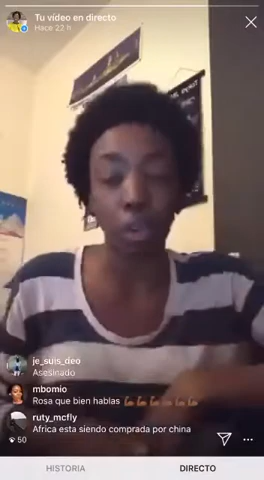 Tu vídeo en directo
Hace 22 h
je_suis_deo
Asesinado
mbomio
Rosa que bien hablas
ruty_mcfly
Africa esta siendo comprada por china
50
HISTORIA
DIRECTO